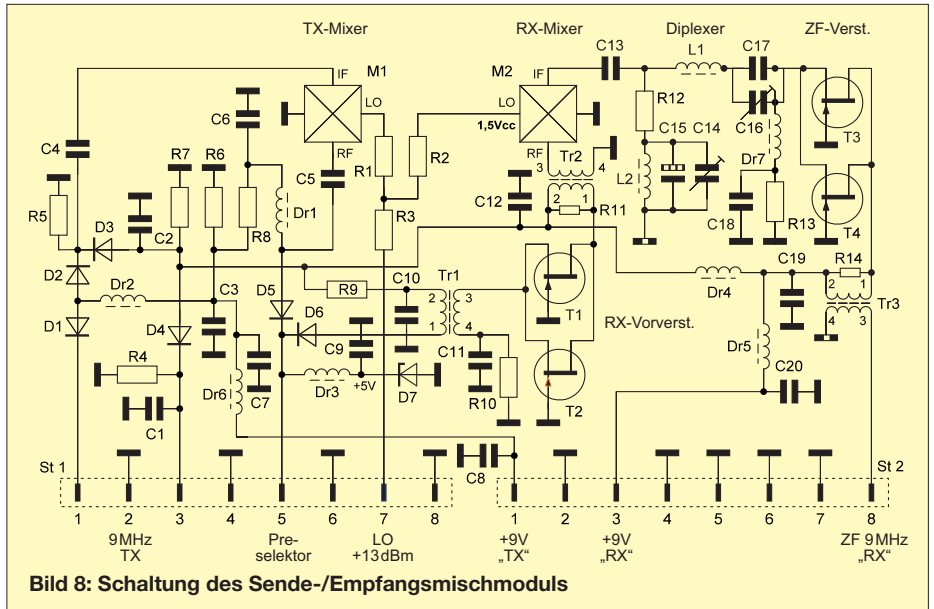 TX-Mixer RX-Mixer Diplexer ZF-Verst.
C13 L1 C17
IF M1 M2 IF
LO LO
1,5Vcc
RF RF
C6 R12
C4 R7 R6 C5 R1 R2 3 Tr2 4
C15 C14 C16 T3
R5 D3 C2 R8 Dr1 R3 C12 2 1 R11 L2 Dr7
C18 R13 T4
D2 Dr2 C3 D5 R9 C10 Tr1 T1 Dr4 C19 R14
2 3 2 1
D1 D4 D6 C9 1 4 RX-Vorverst. 4 3 Tr3
R4 C7 Dr3 +5V D7 C11 R10 T2 Dr5 C20
C1 Dr6
C8
St 1 St 2
1 2 3 4 5 6 7 8 1 2 3 4 5 6 7 8
9MHz Pre- LO +9V +9V ZF 9MHz
TX selektor +13dBm „TX“ „RX“ „RX“
Bild 8: Schaltung des Sende-/Empfangsmischmoduls